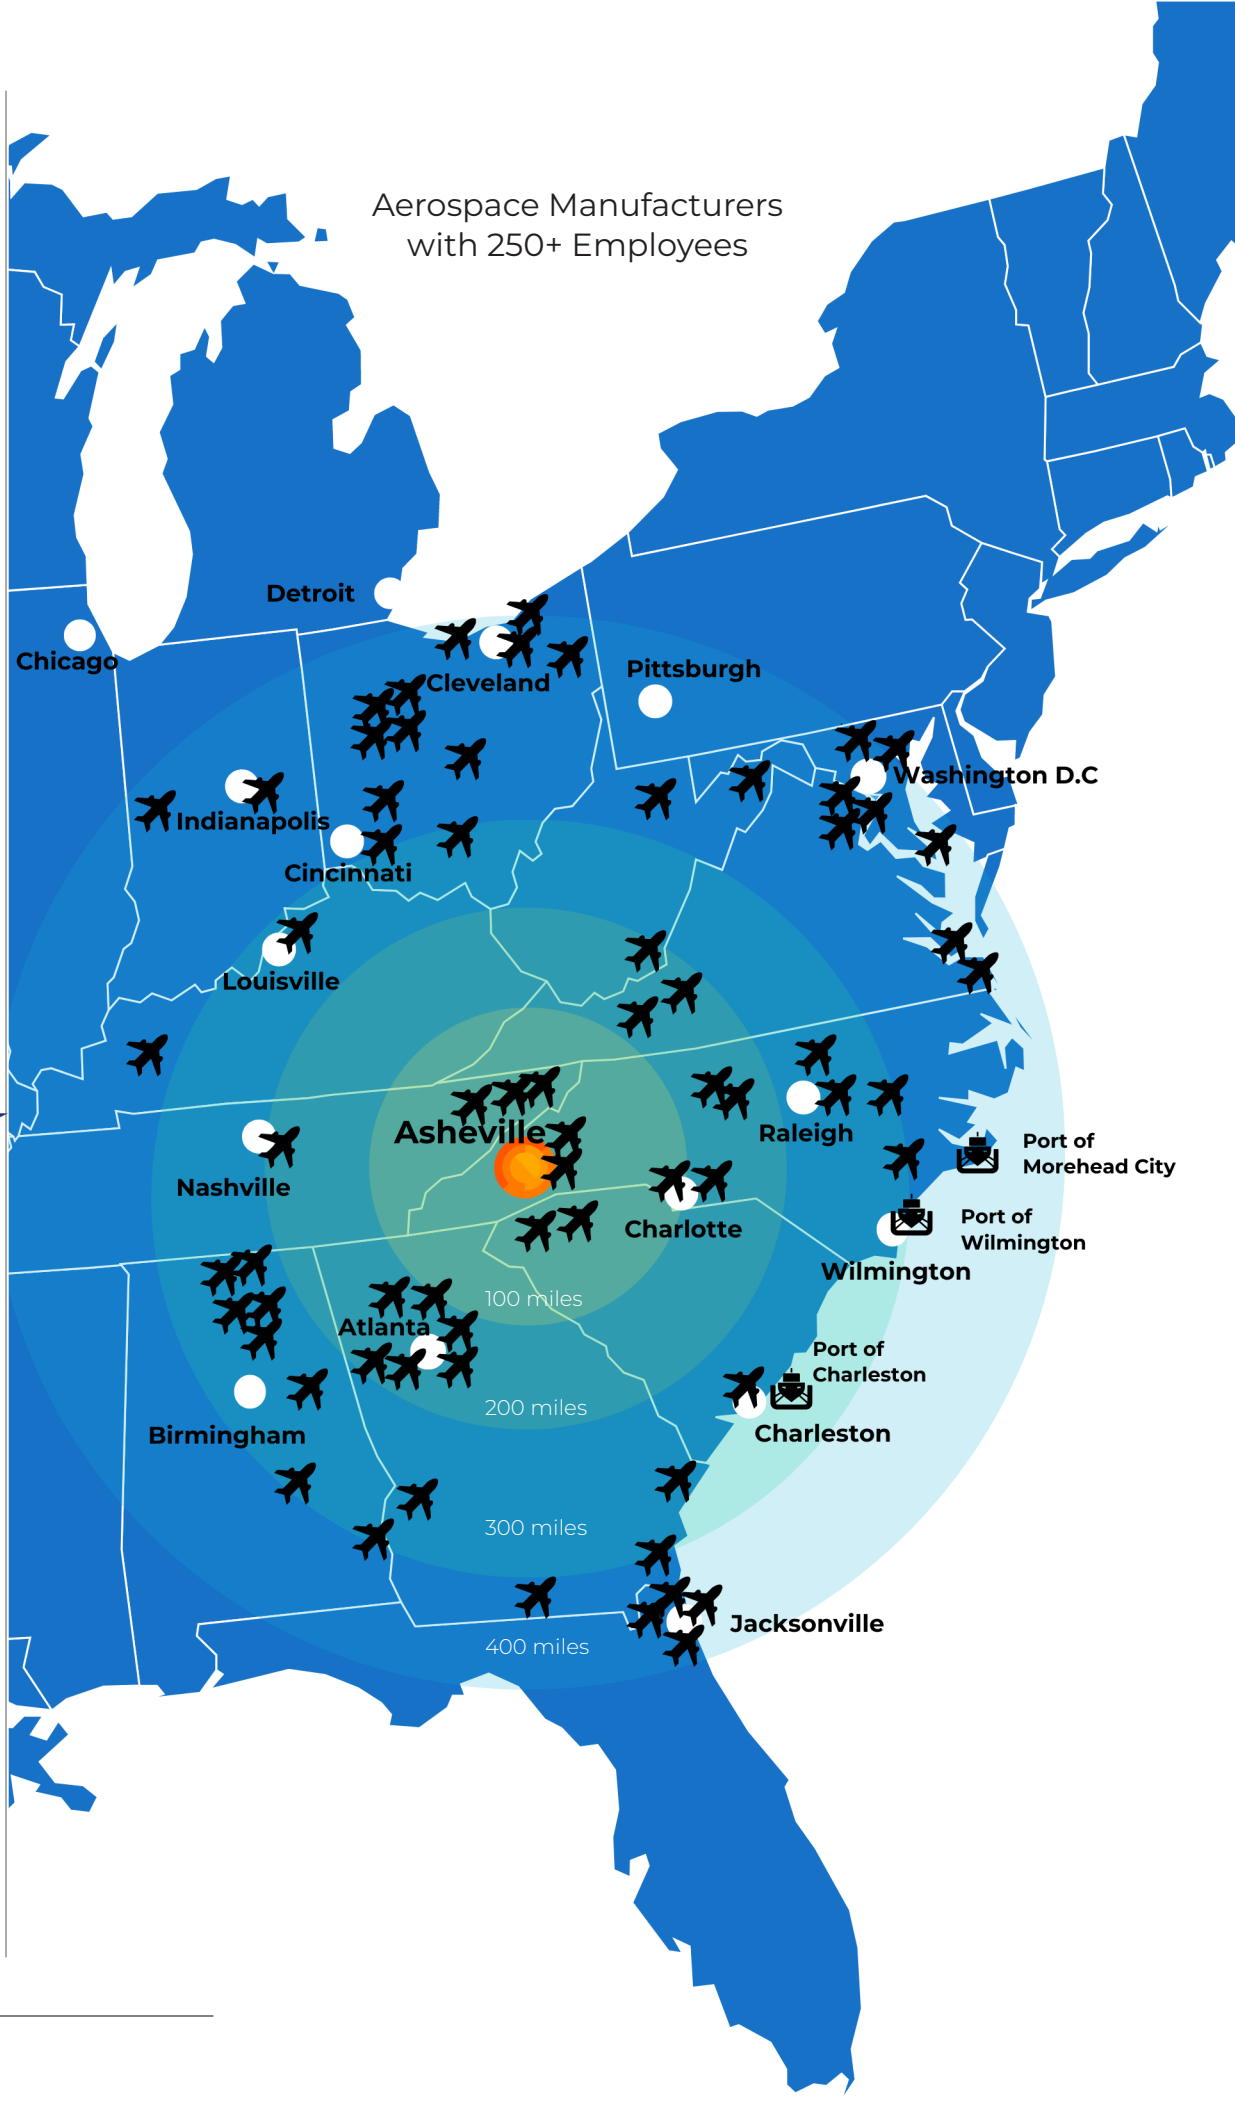 Aerospace Manufacturers
with 250+ Employees
Detroit
Chicago
Cleveland
Pittsburgh
Washington D.C
Indianapolis
Cincinnati
Louisville
Asheville
Raleigh
Port of
Morehead City
Nashville
Charlotte
Port of
Wilmington
Wilmington
100 miles
Atlanta
Port of
Charleston
200 miles
Birmingham
Charleston
300 miles
Jacksonville
400 miles